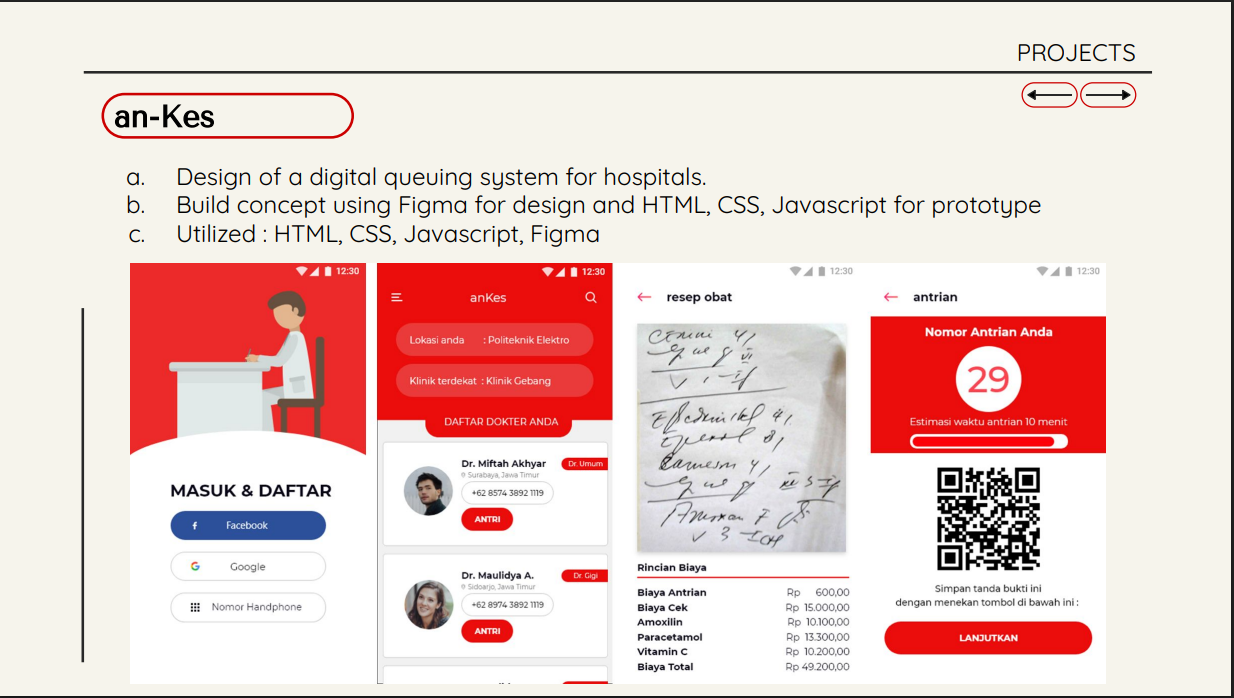 PROJECTS
an-Kes
a. Design of a digital queuing system for hospitals.
b. Build concept using Figma for design and HTML, CSS, Javascript for prototype
c. Utilized : HTML, CSS, Javascript, Figma
12:30
MASUK & DAFTAR
f Facebook
G Google
Nomor Handphone
12:30
anKes
Lokasi anda : Politeknik Elektro
Klinik terdekat : Klinik Gebang
DAFTAR DOKTER ANDA
Dr. Miftah Akhyar
Dr. Umum
Surabaya, Jawa Timur
+62 8574 3892 1119
ANTRI
Dr. Maulidya A.
Dr. Gigi
Sidoarjo, Jawa Timur
+62 8974 3892 1119
ANTRI
12:30
resep obat
Rincian Biaya
Biaya Antrian Rp 600,00
Biaya Cek Rp 15.000,00
Amoxilin Rp 10.100,00
Paracetamol Rp 13.300,00
Vitamin C Rp 10.200,00
Biaya Total Rp 49.200,00
12:30
antrian
Nomor Antrian Anda
29
Estimasi waktu antrian 10 menit
Simpan tanda bukti ini
dengan menekan tombol di bawah ini :
LANJUTKAN